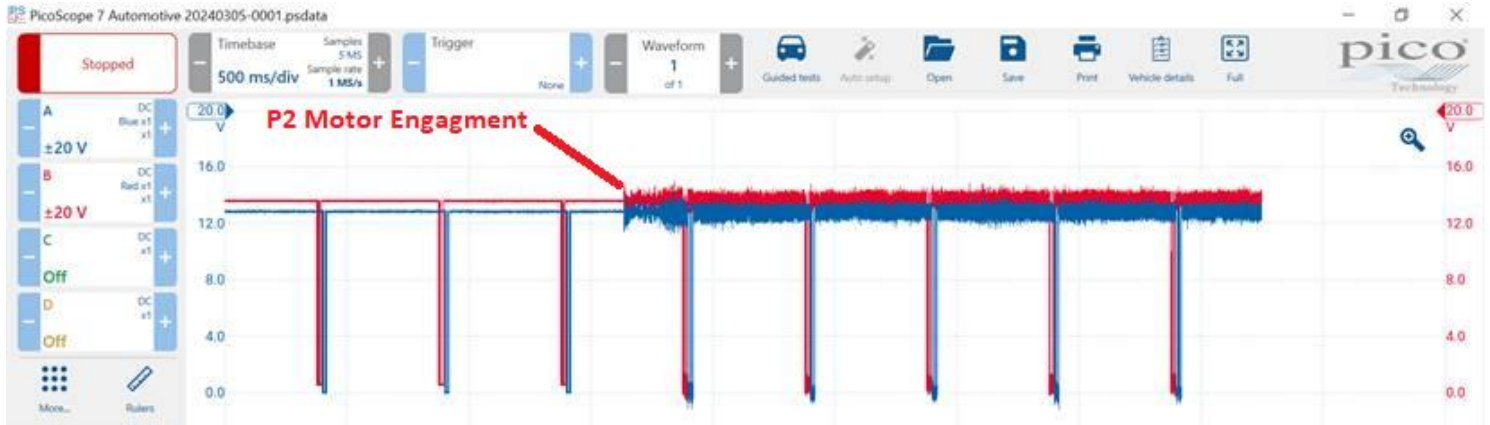 PicoScope 7 Automotive 20240305-0001.psdata
Stopped
Timebase
500 ms/div
Samples
5 MS
Sample rate
1 MS/s
Trigger
None
Waveform
1
of 1
Guided tests
Auto setup
Open
Save
Print
Vehicle details
Full
pico
Technology
A
DC
Blue x1
x1
±20 V
B
DC
Red x1
x1
±20 V
C
DC
x1
Off
D
DC
x1
Off
More...
Rulers
20.0
V
16.0
12.0
8.0
4.0
0.0
P2 Motor Engagment
20.0
V
16.0
12.0
8.0
4.0
0.0